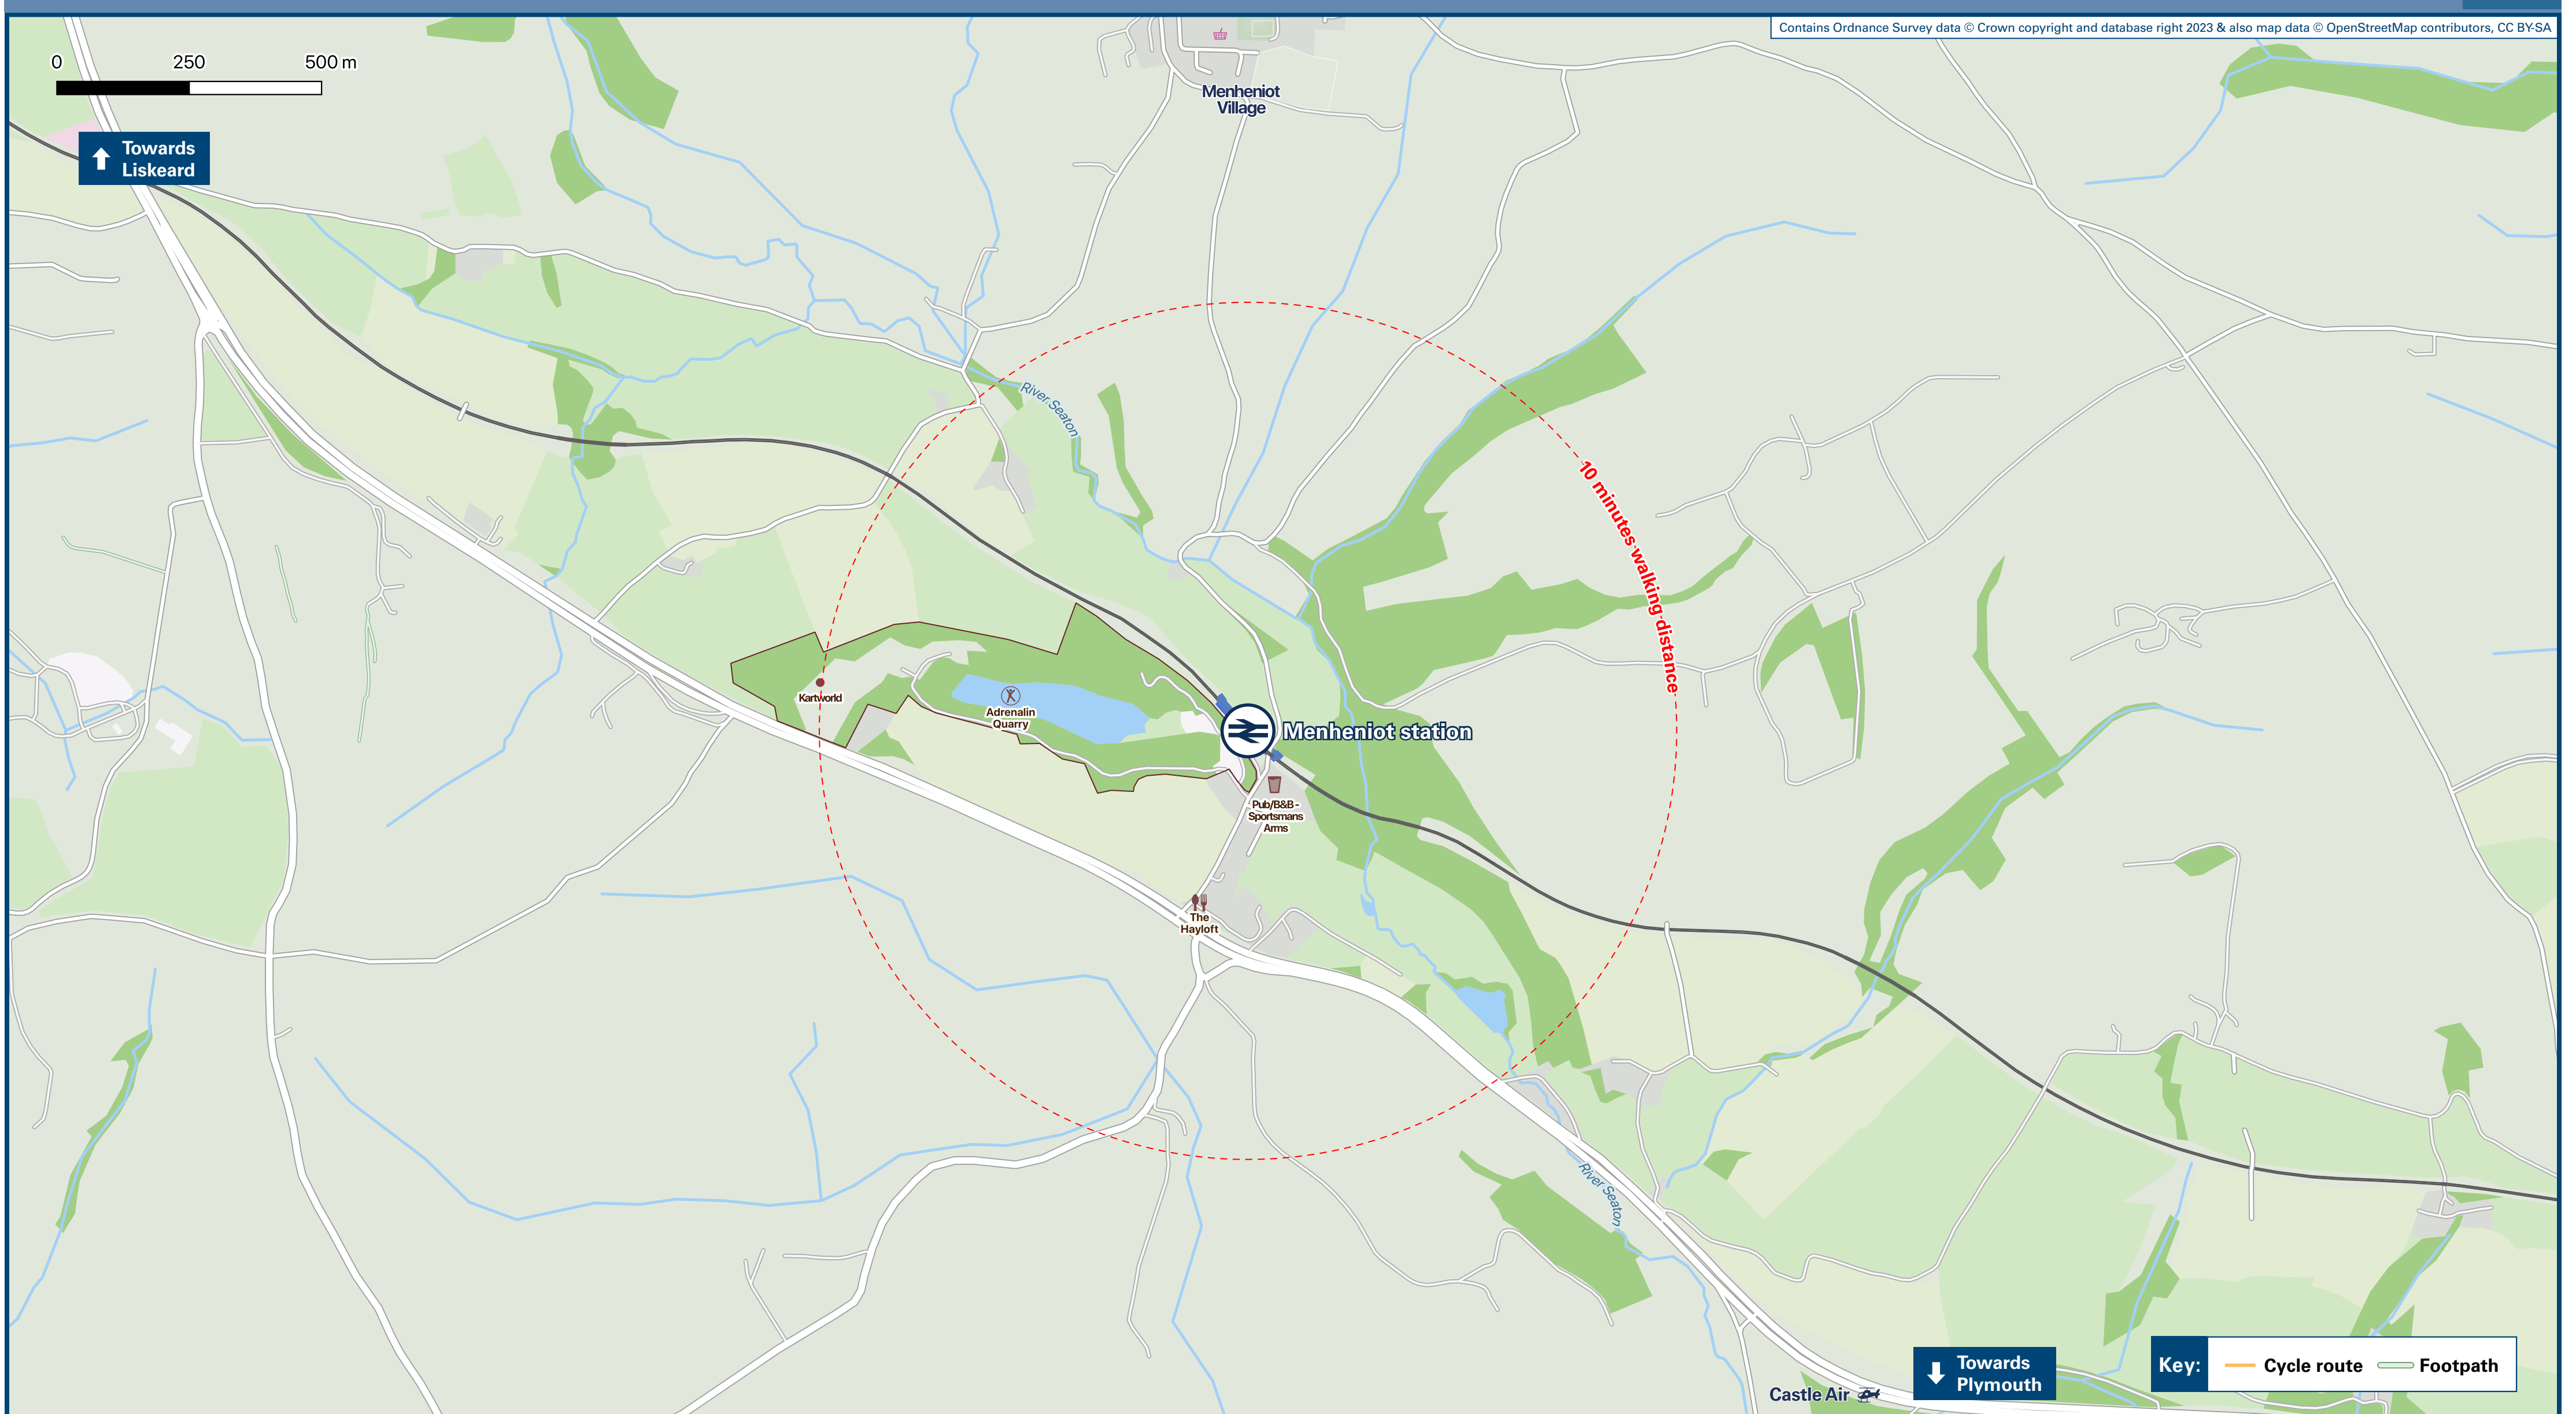 Contains Ordnance Survey data © Crown copyright and database right 2023 & also map data © OpenStreetMap contributors, CC BY-SA
0 250 500 m
Menheniot
Village
Towards
Liskeard
River Seaton
10 minutes walking distance
Kartworld
Adrenalin
Quarry
Menheniot station
Pub/B&B -
Sportsmans
Arms
The
Hayloft
River Seaton
Towards
Plymouth
Key: Cycle route Footpath
Castle Air